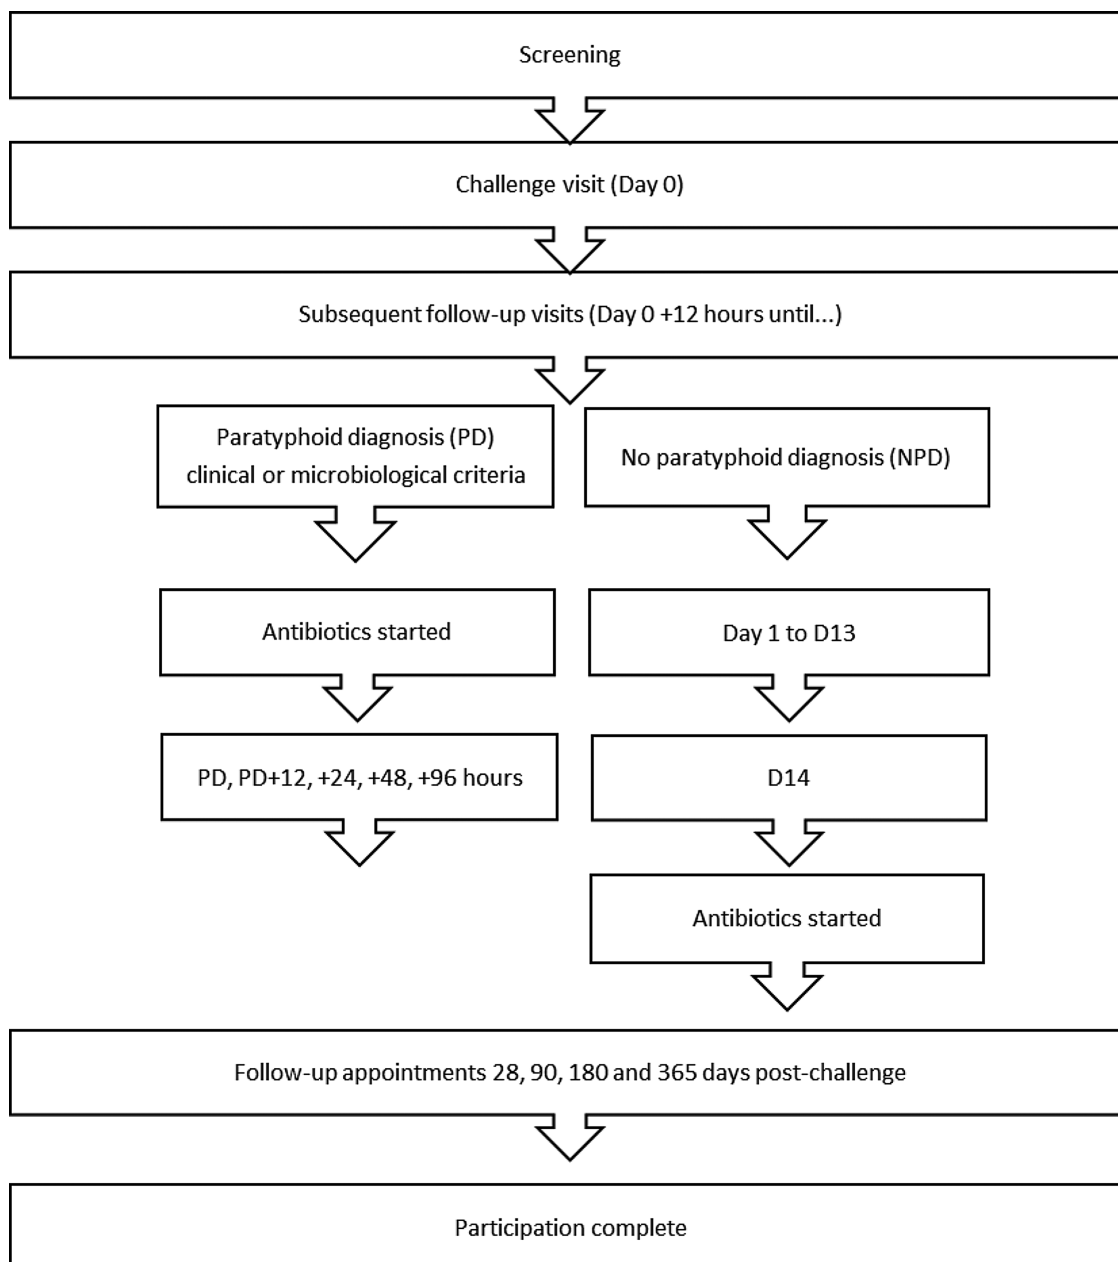 Screening
Challenge visit (Day 0)
Subsequent follow-up visits (Day 0 +12 hours until...)
Paratyphoid diagnosis (PD)
clinical or microbiological criteria
No paratyphoid diagnosis (NPD)
Antibiotics started
Day 1 to D13
PD, PD+12, +24, +48, +96 hours
D14
Antibiotics started
Follow-up appointments 28, 90, 180 and 365 days post-challenge
Participation complete